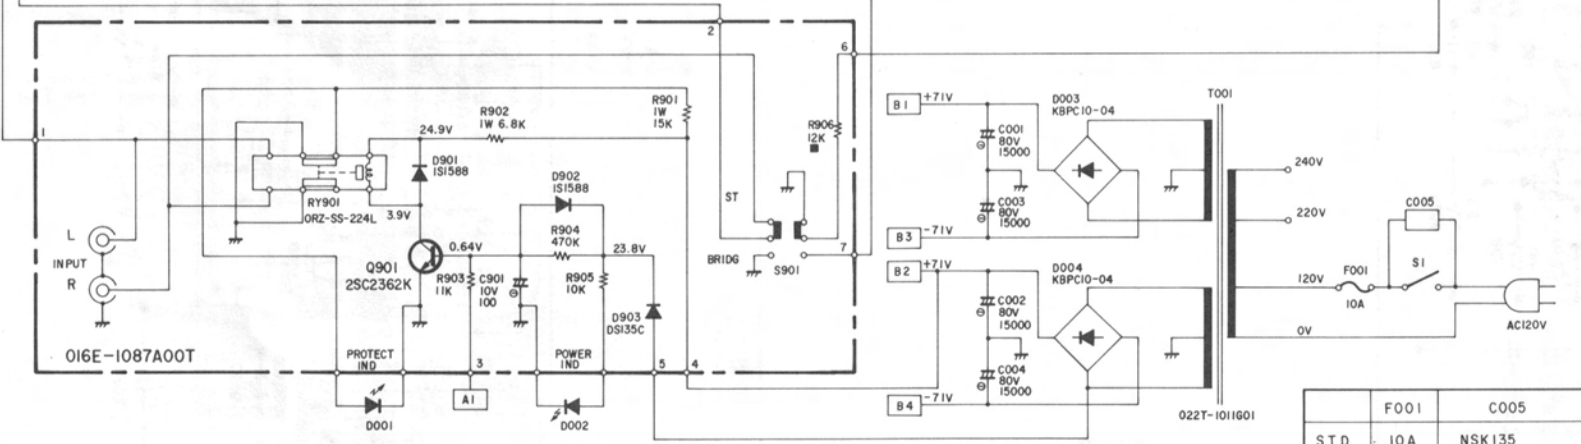 2
6
1
L
INPUT
R
RY901
ORZ-SS-224L
24.9V
R902
1W 6.8K
D901
1S1588
3.9V
Q901
2SC2362K
0.64V
R903
11K
C901
10V
100
D902
1S1588
R904
470K
R905
10K
23.8V
D903
DS135C
R901
1W
15K
ST
BRIDG
S901
R906
12K
7
016E-1087A00T
PROTECT
IND
3
POWER
IND
5
4
D001
A1
D002
B1
+71V
C001
80V
15000
C003
80V
15000
B3
-71V
D003
KBPC10-04
B2
+71V
C002
80V
15000
C004
80V
15000
B4
-71V
D004
KBPC10-04
T001
022T-1011G01
240V
220V
120V
0V
F001
10A
C005
S1
AC120V
F001 C005
STD 10A NSK135